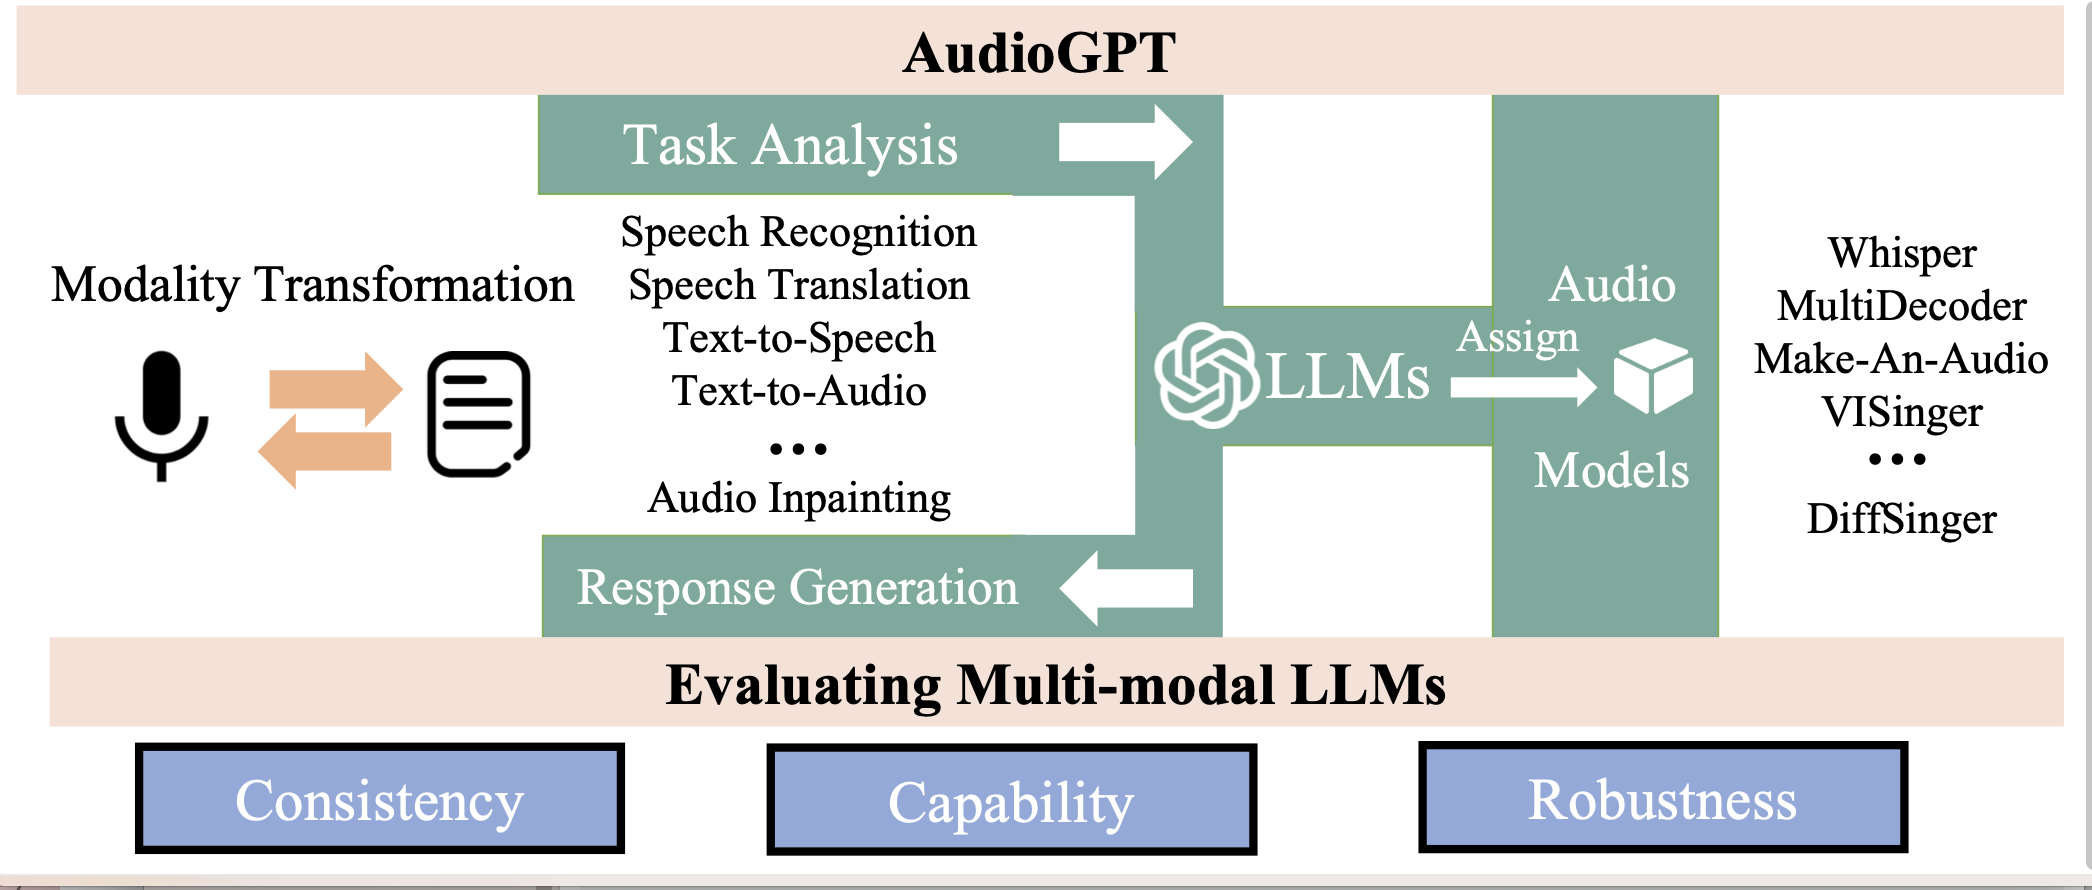 AudioGPT
Task Analysis
Speech Recognition
Speech Translation
Text-to-Speech
Text-to-Audio
...
Audio Inpainting
Modality Transformation
Response Generation
LLMs
Assign
Audio
Models
Whisper
MultiDecoder
Make-An-Audio
VISinger
...
DiffSinger
Evaluating Multi-modal LLMs
Consistency
Capability
Robustness